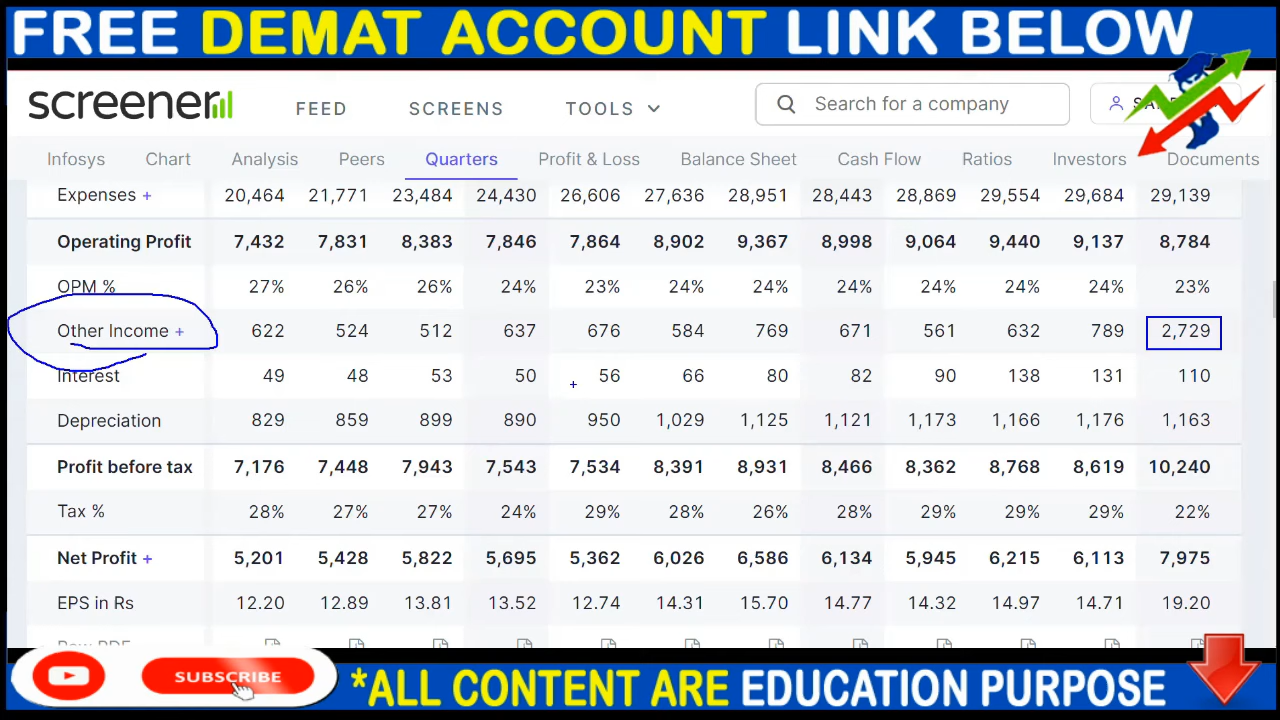 FREE DEMAT ACCOUNT LINK BELOW
screener FEED SCREENS TOOLS Search for a company
Infosys Chart Analysis Peers Quarters Profit & Loss Balance Sheet Cash Flow Ratios Investors Documents
Expenses + 20,464 21,771 23,484 24,430 26,606 27,636 28,951 28,443 28,869 29,554 29,684 29,139
Operating Profit 7,432 7,831 8,383 7,846 7,864 8,902 9,367 8,998 9,064 9,440 9,137 8,784
OPM % 27% 26% 26% 24% 23% 24% 24% 24% 24% 24% 24% 23%
Other Income + 622 524 512 637 676 584 769 671 561 632 789 2,729
Interest 49 48 53 50 56 66 80 82 90 138 131 110
Depreciation 829 859 899 890 950 1,029 1,125 1,121 1,173 1,166 1,176 1,163
Profit before tax 7,176 7,448 7,943 7,543 7,534 8,391 8,931 8,466 8,362 8,768 8,619 10,240
Tax % 28% 27% 27% 24% 29% 28% 26% 28% 29% 29% 29% 22%
Net Profit + 5,201 5,428 5,822 5,695 5,362 6,026 6,586 6,134 5,945 6,215 6,113 7,975
EPS in Rs 12.20 12.89 13.81 13.52 12.74 14.31 15.70 14.77 14.32 14.97 14.71 19.20
SUBSCRIBE *ALL CONTENT ARE EDUCATION PURPOSE